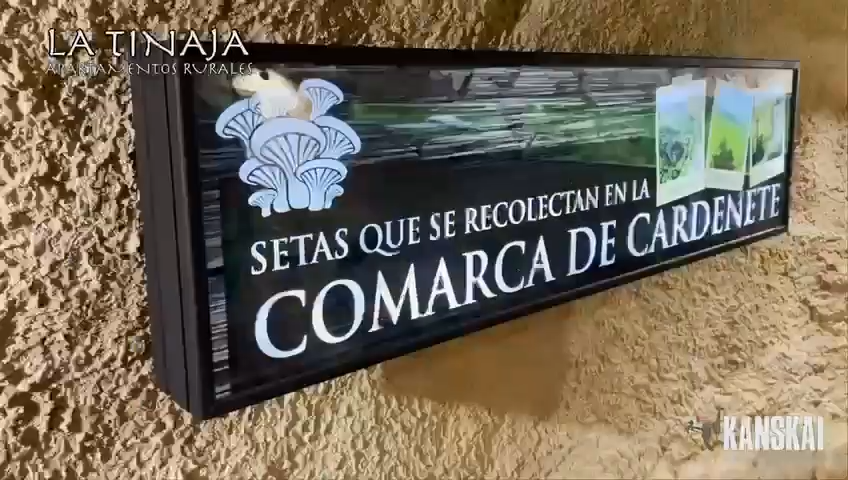 LA TINAJA
APARTAMENTOS RURALES
SETAS QUE SE RECOLECTAN EN LA
COMARCA DE CARDENETE
KANSKAI